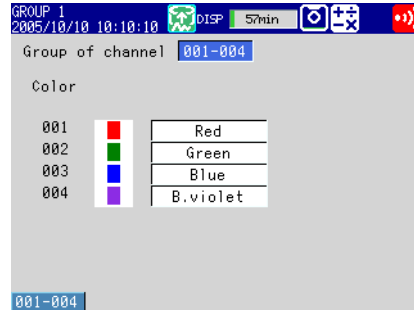 GROUP 1
2005/10/10 10:10:10 DISP 57min
Group of channel 001-004
Color
001 Red
002 Green
003 Blue
004 B.violet
001-004